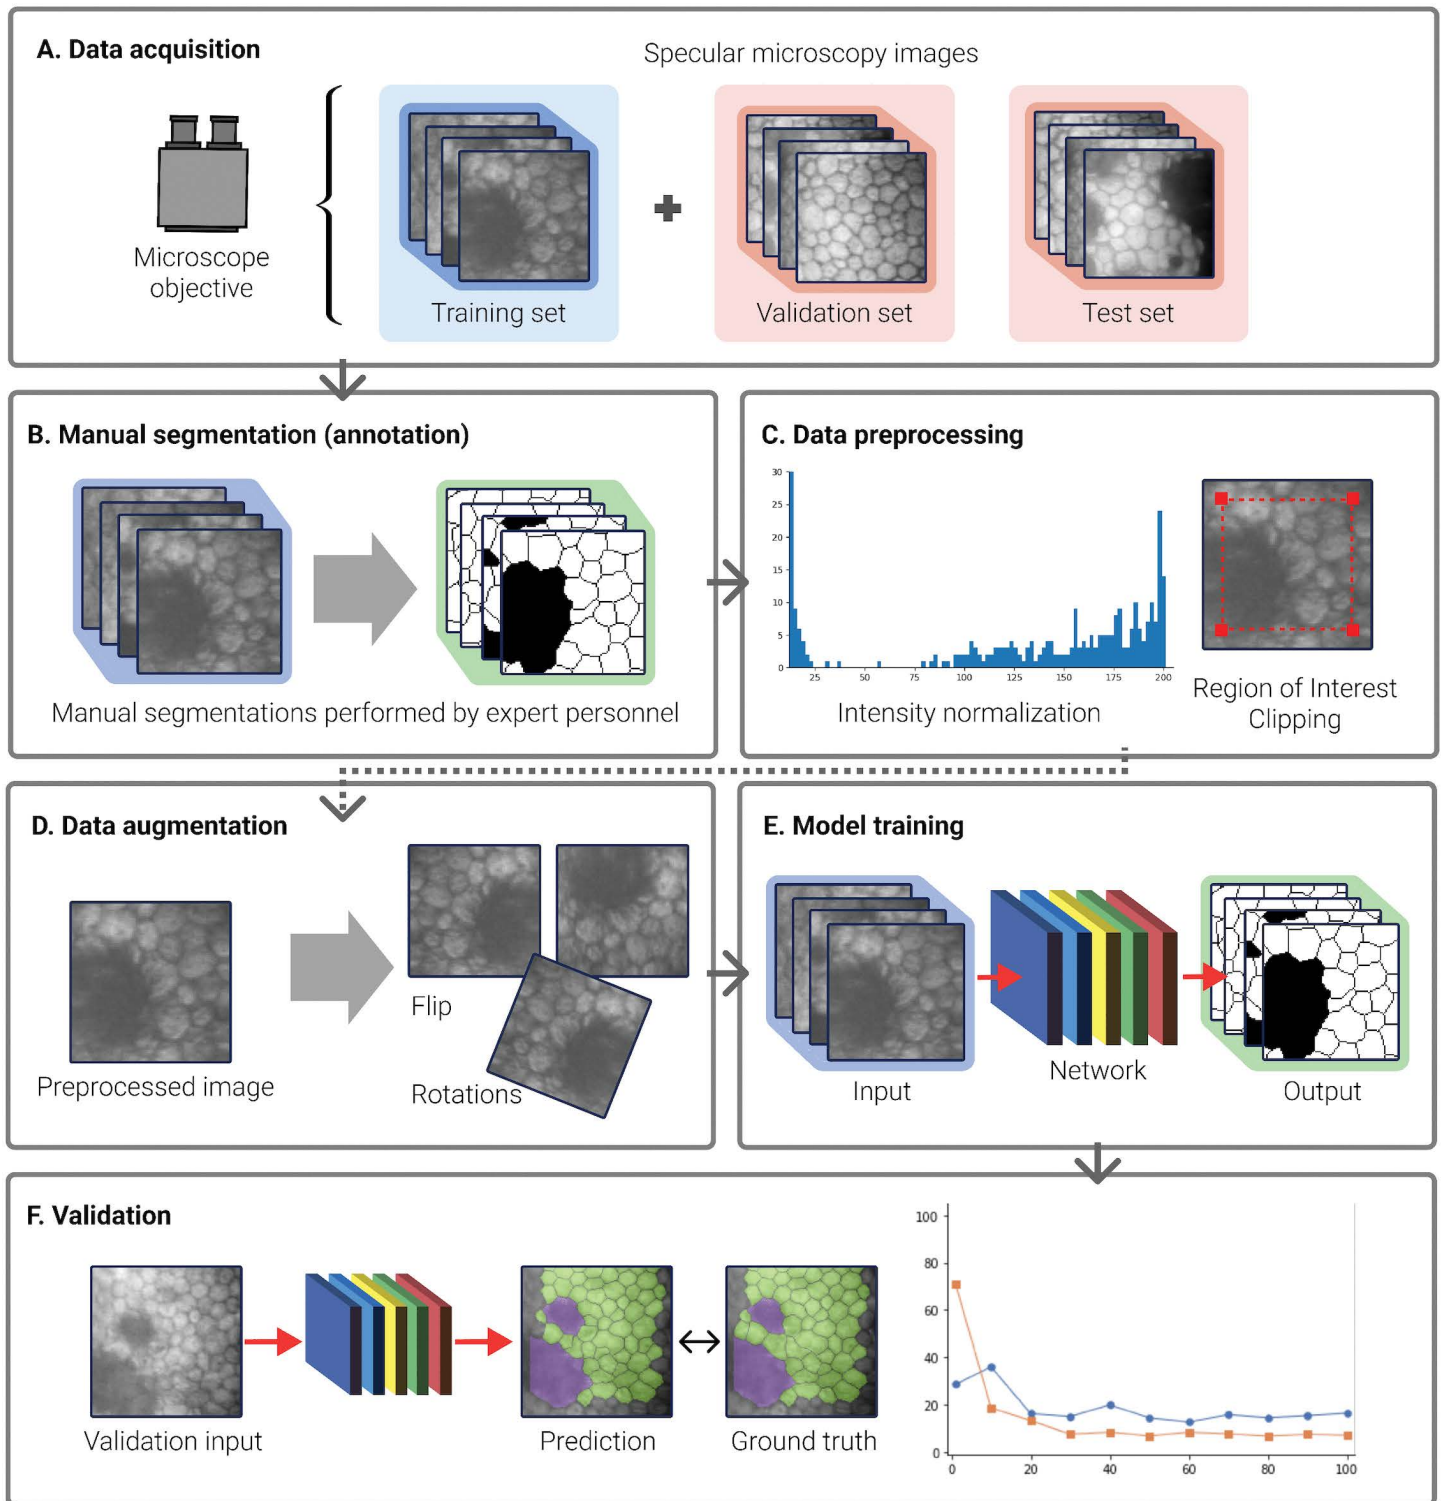 A. Data acquisition
Specular microscopy images
Microscope
objective
Training set
Validation set
Test set
B. Manual segmentation (annotation)
Manual segmentations performed by expert personnel
C. Data preprocessing
30
25
20
15
10
5
0
25 50 75 100 125 150 175 200
Intensity normalization
Region of Interest
Clipping
D. Data augmentation
Preprocessed image
Flip
Rotations
E. Model training
Input
Network
Output
F. Validation
Validation input
Prediction
Ground truth
100
80
60
40
20
0
0 20 40 60 80 100